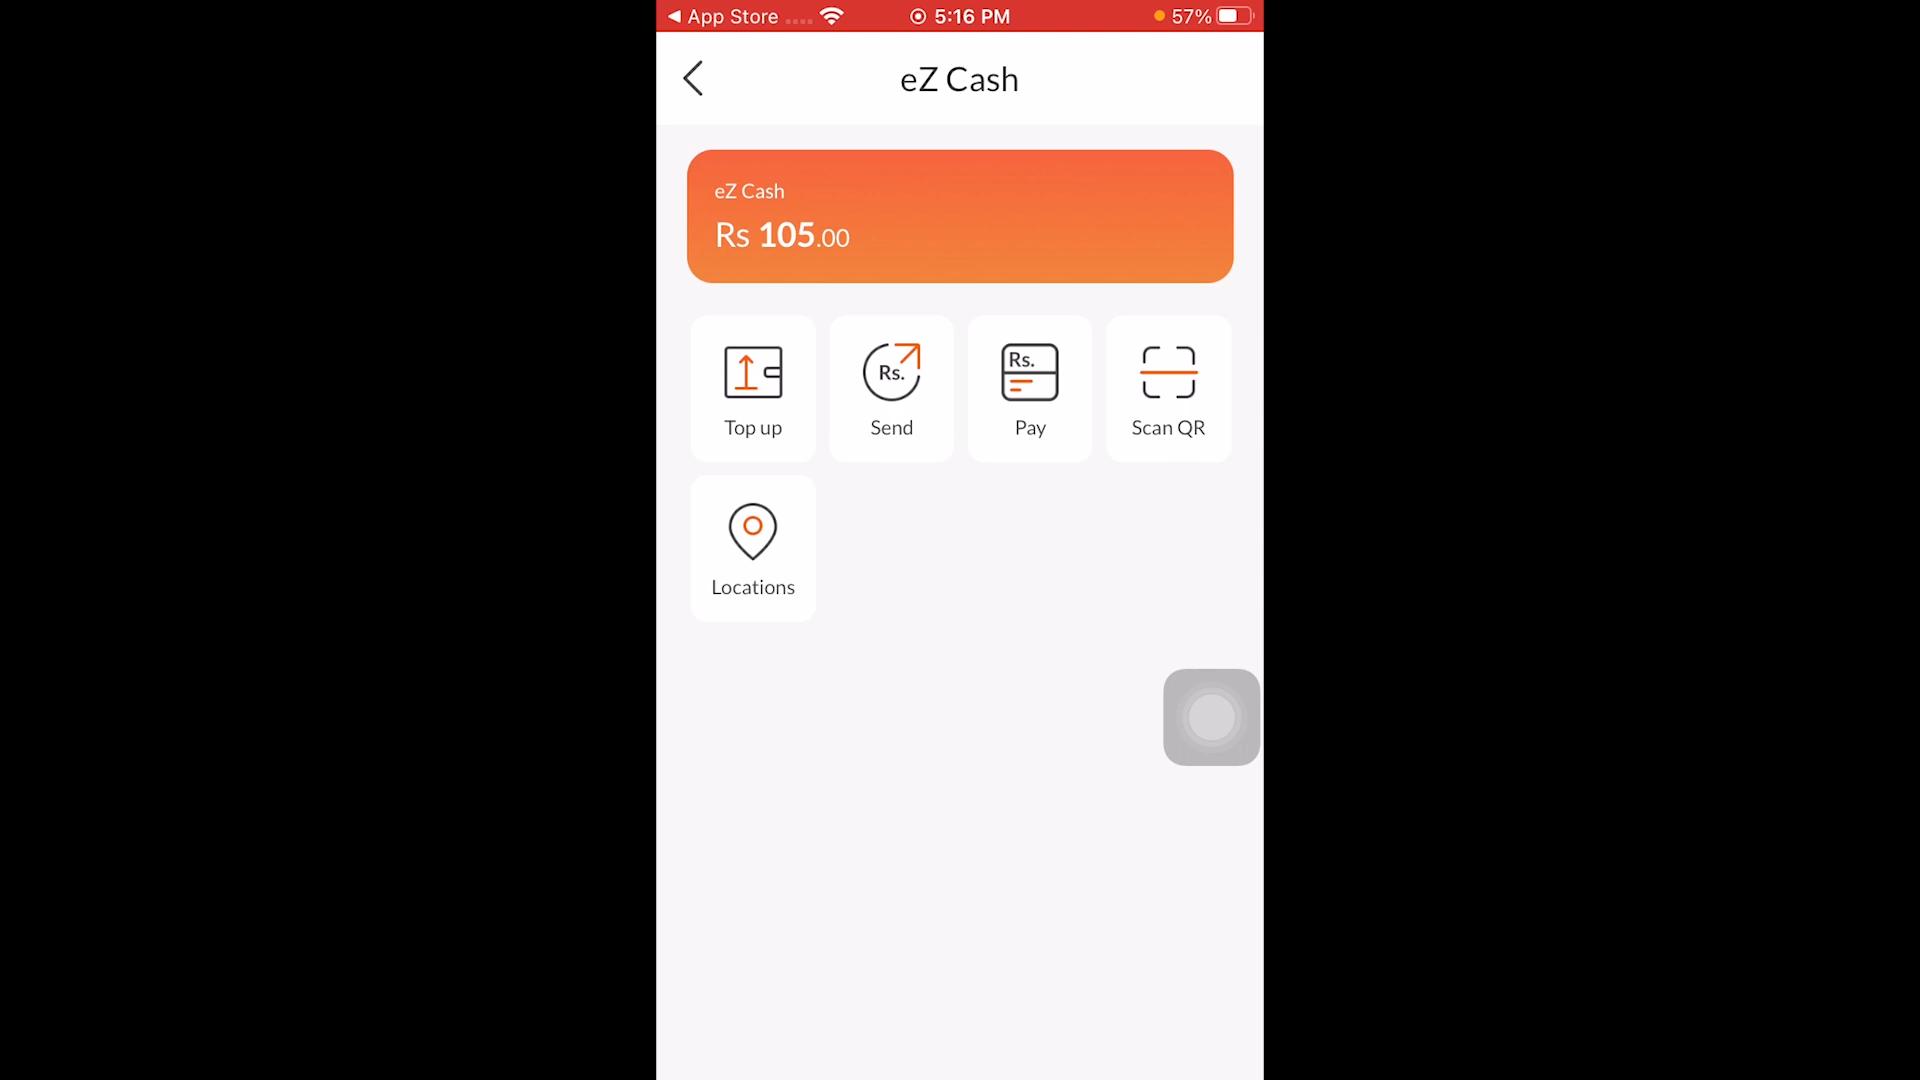 App Store 5:16 PM 57%
eZ Cash
eZ Cash
Rs 105.00
Rs. Rs.
Top up Send Pay Scan QR
Locations